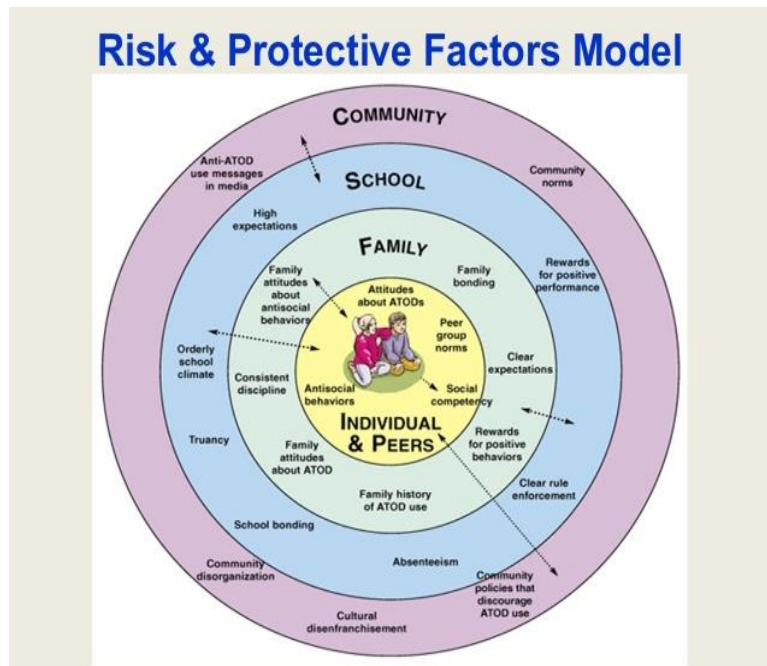 Risk & Protective Factors Model
COMMUNITY
Anti-ATOD
use messages
in media
Community
norms
SCHOOL
High
expectations
Rewards
for positive
performance
Orderly
school
climate
Truancy
Clear rule
enforcement
School bonding
Absenteeism
FAMILY
Family
attitudes
about
antisocial
behaviors
Family
bonding
Consistent
discipline
Clear
expectations
Family
attitudes
about ATOD
Rewards
for positive
behaviors
Family history
of ATOD use
Attitudes
about ATODs
Peer
group
norms
Antisocial
behaviors
Social
competency
INDIVIDUAL
& PEERS
Community
disorganization
Cultural
disenfranchisement
Community
policies that
discourage
ATOD use